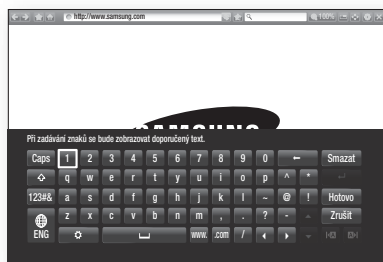 http://www.samsung.com 100%
SAMSUNG
Při zadávání znaků se bude zobrazovat doporučený text.
Caps 1 2 3 4 5 6 7 8 9 0 Smazat
q w e r t y u i o p ^ *
123#& a s d f g h j k l ~ @ ! Hotovo
z x c v b n m , . ? - Zrušit
ENG www. .com /